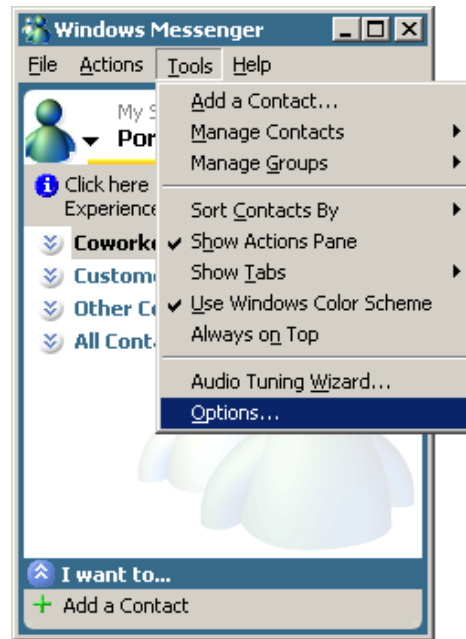 Windows Messenger
File Actions Tools Help
My S
Por
Click here
Experience
Cowork
Custom
Other C
All Cont
Add a Contact...
Manage Contacts
Manage Groups
Sort Contacts By
Show Actions Pane
Show Tabs
Use Windows Color Scheme
Always on Top
Audio Tuning Wizard...
Options...
I want to...
Add a Contact